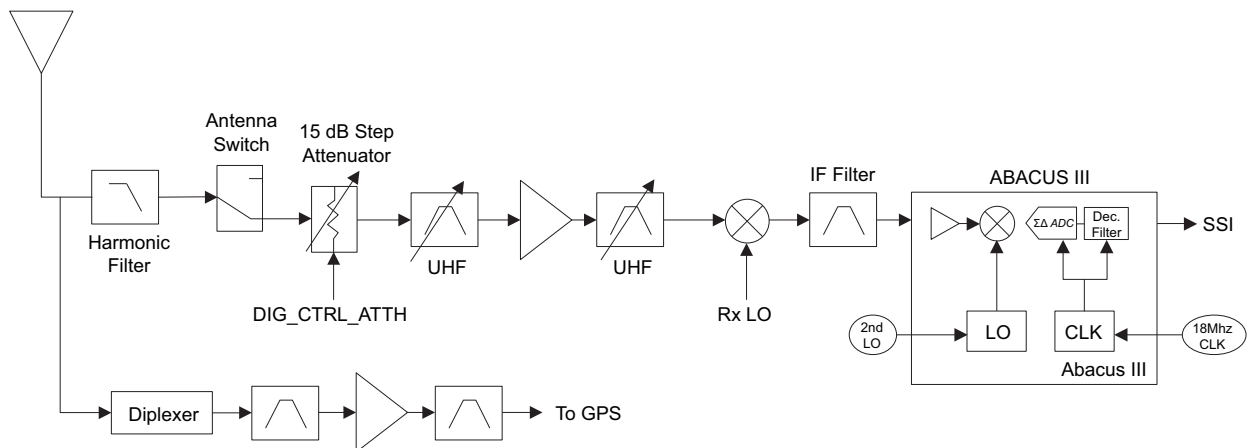 Antenna
Switch
15 dB Step
Attenuator
Harmonic
Filter
UHF
UHF
DIG_CTRL_ATTH
Rx LO
IF Filter
ABACUS III
ΣΔ ADC
Dec.
Filter
SSI
2nd
LO
LO
CLK
18Mhz
CLK
Abacus III
Diplexer
To GPS